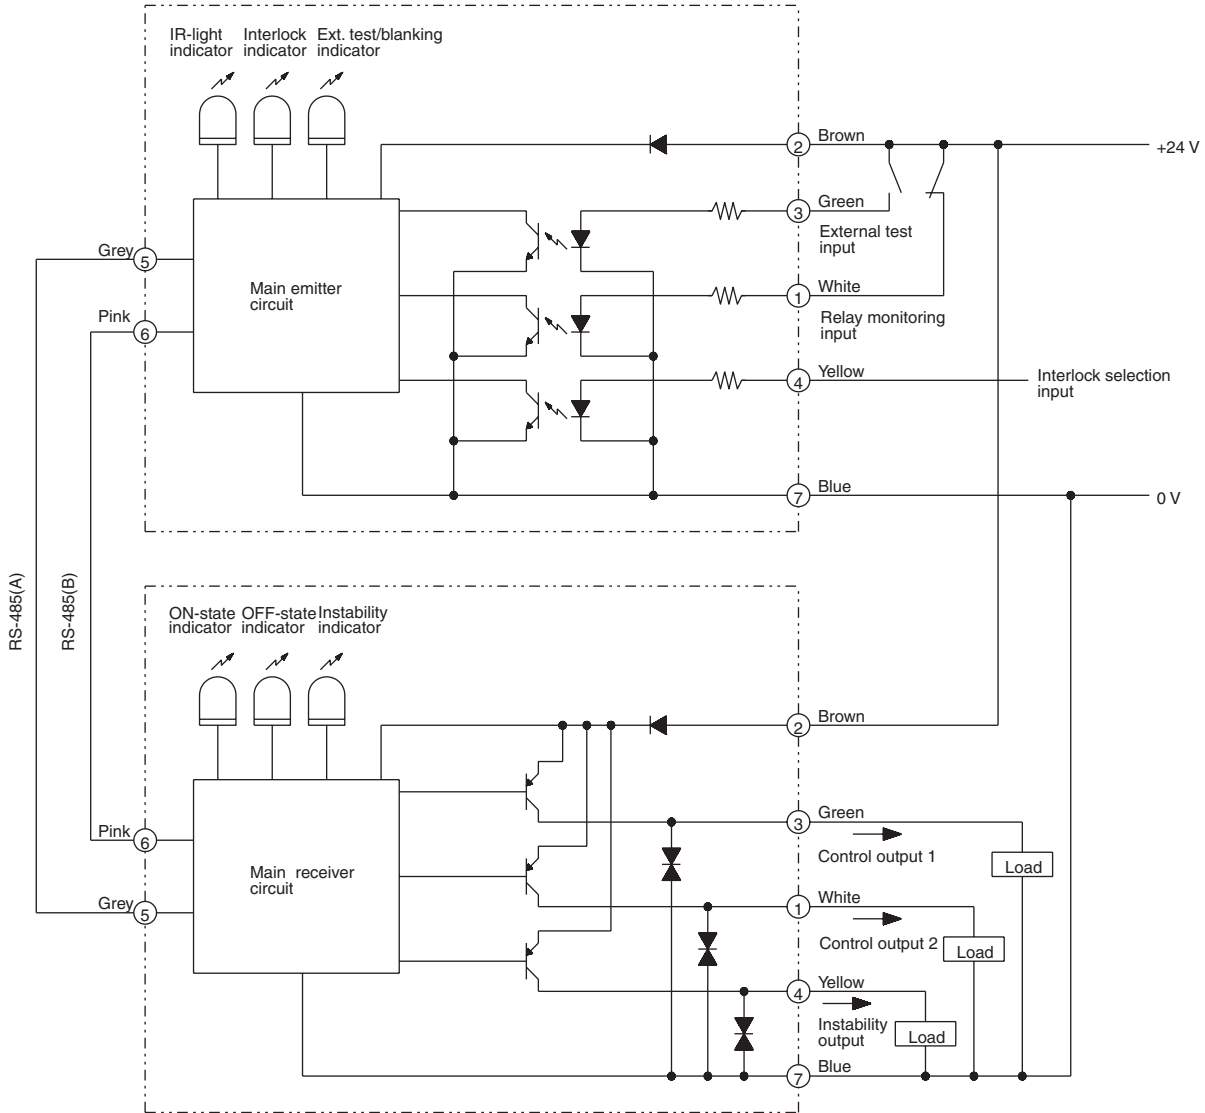 IR-light indicator
Interlock indicator
Ext. test/blanking indicator
2
Brown
+24 V
3
Green
External test
input
Grey
5
Main emitter
circuit
1
White
Relay monitoring
input
Pink
6
4
Yellow
Interlock selection
input
7
Blue
0 V
RS-485(A)
RS-485(B)
ON-state indicator
OFF-state indicator
Instability indicator
2
Brown
3
Green
Control output 1
Load
Pink
6
Main receiver
circuit
1
White
Control output 2
Load
Grey
5
4
Yellow
Instability
output
Load
7
Blue